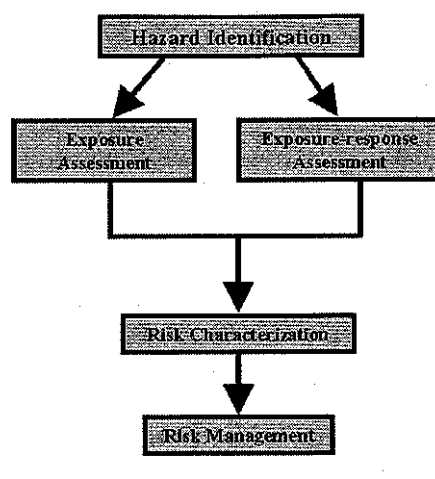 Hazard Identification
Exposure
Assessment
Exposure-response
Assessment
Risk Characterization
Risk Management